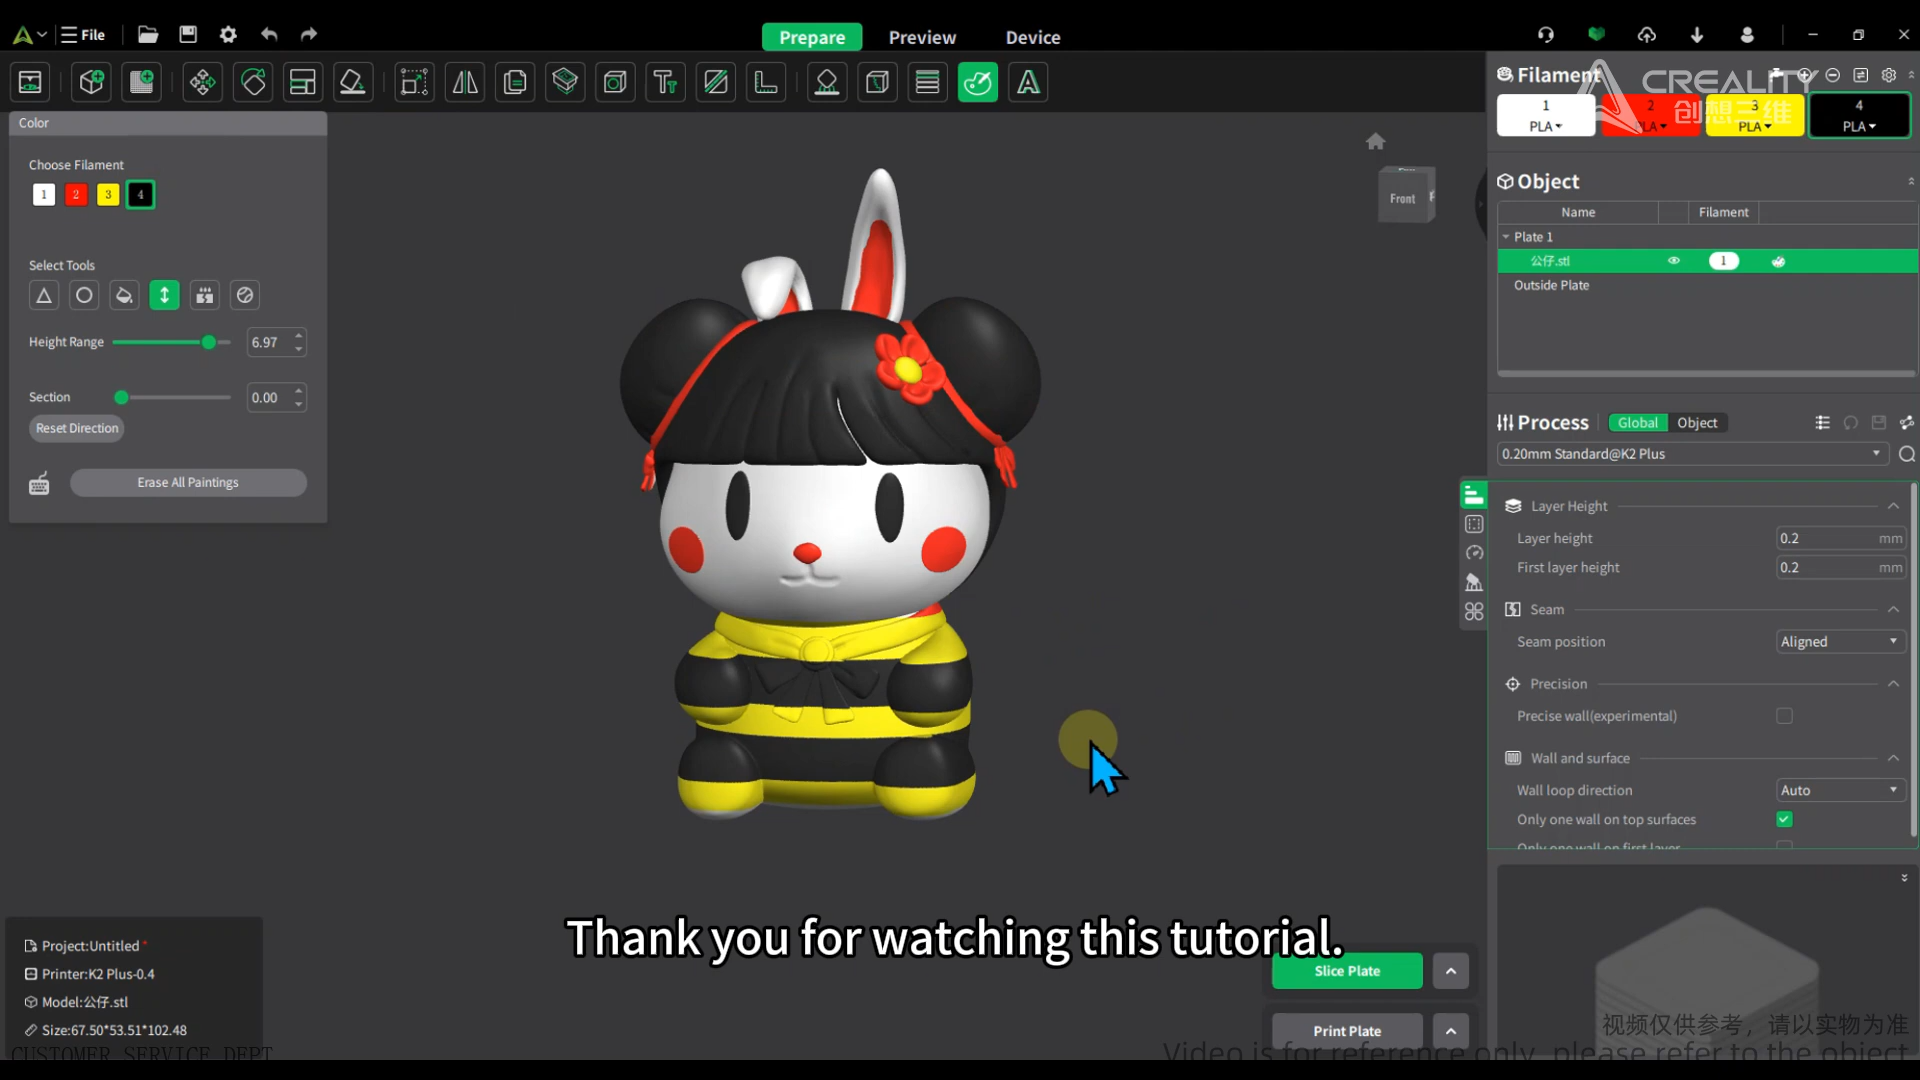 File
Prepare Preview Device
Color
Choose Filament
1 2 3 4
Select Tools
Height Range 6.97
Section 0.00
Reset Direction
Erase All Paintings
Front
Filament
CREALITY
创想三维
1 2 3 4
PLA PLA PLA PLA
Object
Name Filament
Plate 1
公仔.stl 1
Outside Plate
Process Global Object
0.20mm Standard@K2 Plus
Layer Height
Layer height 0.2 mm
First layer height 0.2 mm
Seam
Seam position Aligned
Precision
Precise wall(experimental)
Wall and surface
Wall loop direction Auto
Only one wall on top surfaces
Only one wall on first layer
Thank you for watching this tutorial.
Slice Plate
Print Plate
Project:Untitled *
Printer:K2 Plus-0.4
Model:公仔.stl
Size:67.50*53.51*102.48
CUSTOMER SERVICE DEPT
视频仅供参考，请以实物为准
Video is for reference only, please refer to the object